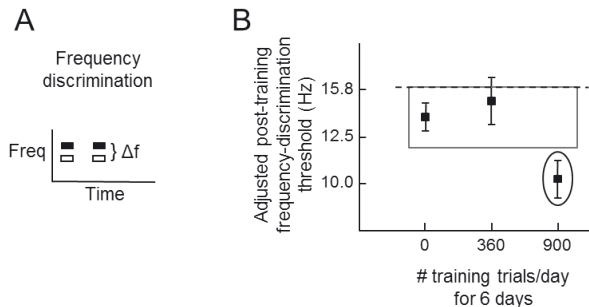 A
Frequency
discrimination
Freq
} Δf
Time
B
Adjusted post-training
frequency-discrimination
threshold (Hz)
15.8
12.5
10.0
0 360 900
# training trials/day
for 6 days